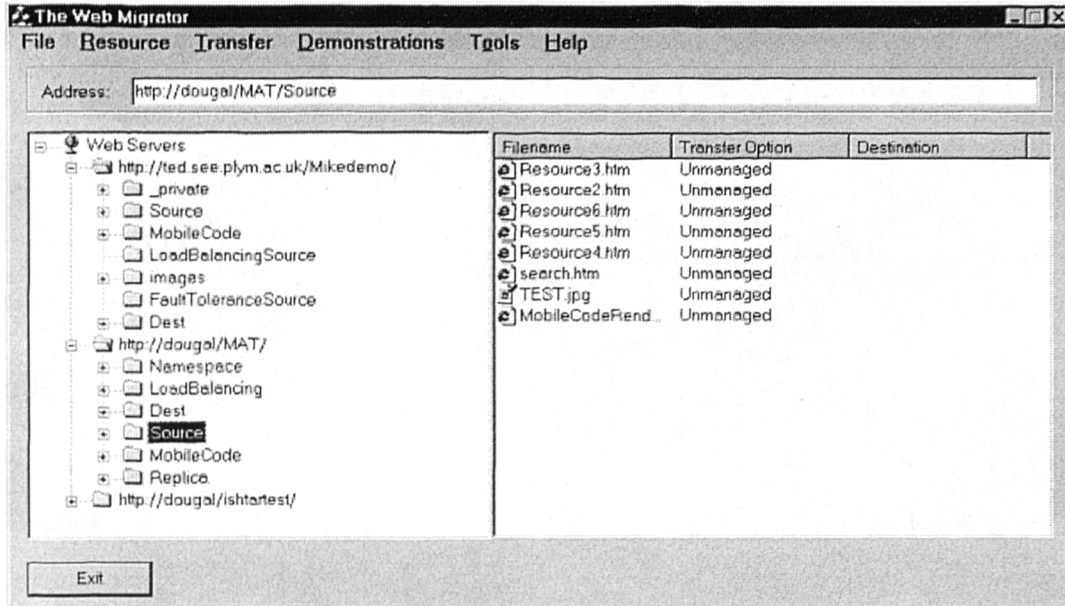 The Web Migrator
File Resource Transfer Demonstrations Tools Help
Address: http://dougal/MAT/Source
Web Servers
http://ted.see.plym.ac.uk/Mikedemo/
_private
Source
MobileCode
LoadBalancingSource
images
FaultToleranceSource
Dest
http://dougal/MAT/
Namespace
LoadBalancing
Dest
Source
MobileCode
Replica
http://dougal/ishtartest/
Filename Transfer Option Destination
Resource3.htm Unmanaged
Resource2.htm Unmanaged
Resource6.htm Unmanaged
Resource5.htm Unmanaged
Resource4.htm Unmanaged
search.htm Unmanaged
TEST.jpg Unmanaged
MobileCodeRend... Unmanaged
Exit